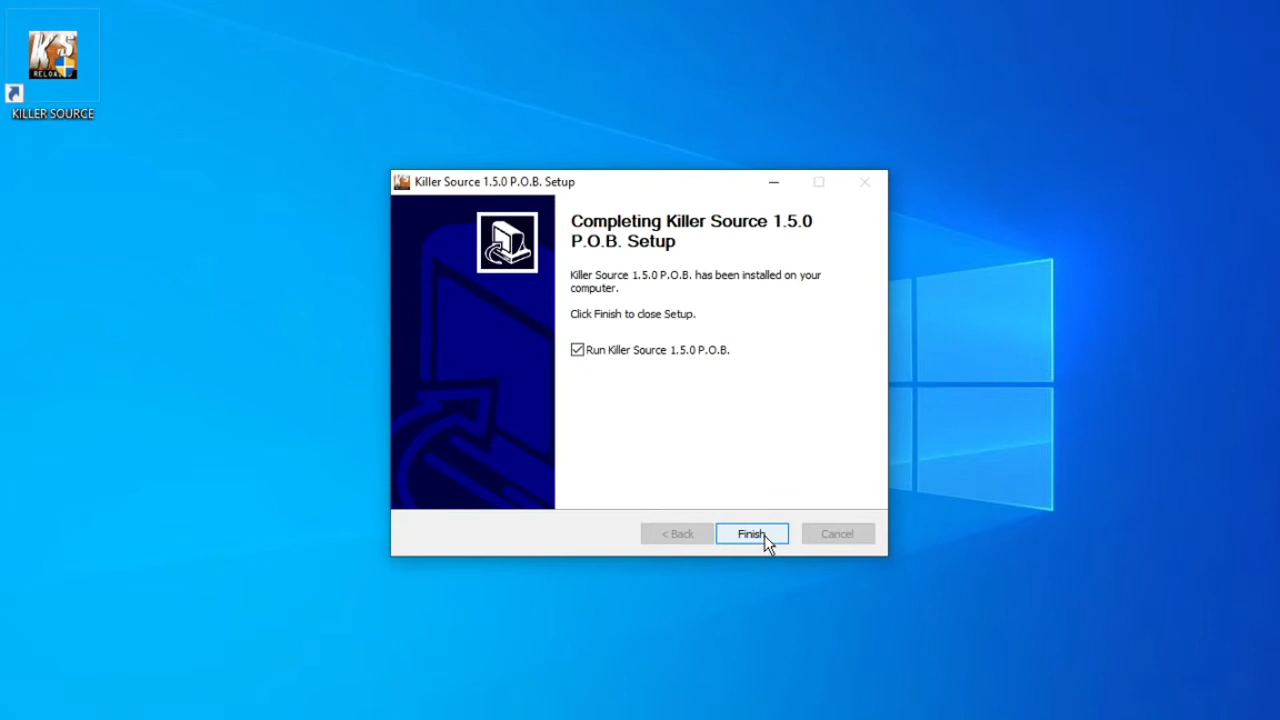 KS
KILLER SOURCE
Killer Source 1.5.0 P.O.B. Setup
Completing Killer Source 1.5.0
P.O.B. Setup
Killer Source 1.5.0 P.O.B. has been installed on your
computer.
Click Finish to close Setup.
Run Killer Source 1.5.0 P.O.B.
< Back
Finish
Cancel